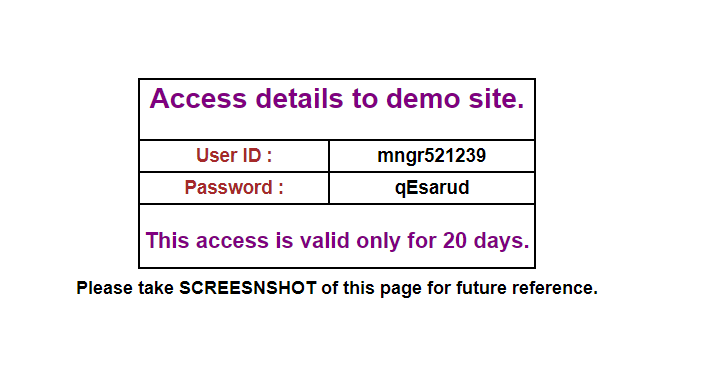 Access details to demo site.
User ID : mngr521239
Password : qEsarud
This access is valid only for 20 days.
Please take SCREESNSHOT of this page for future reference.